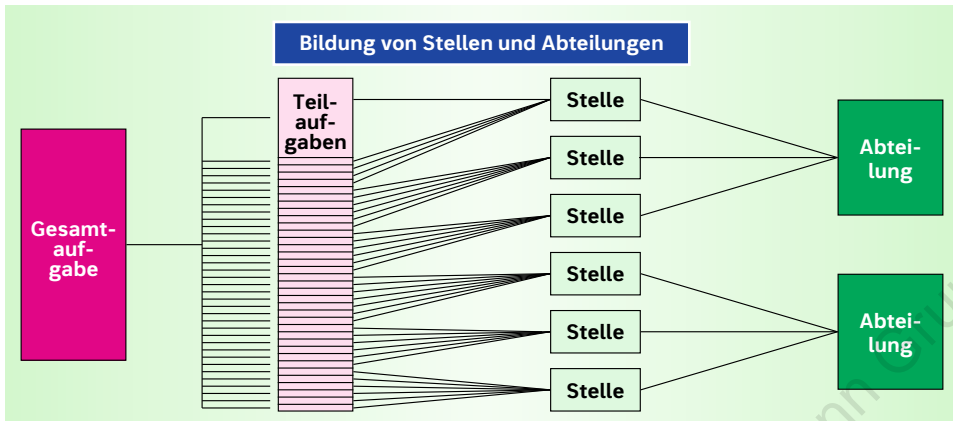 Bildung von Stellen und Abteilungen
Gesamt-
auf-
gabe
Teil-
auf-
gaben
Stelle
Stelle
Stelle
Stelle
Stelle
Stelle
Abtei-
lung
Abtei-
lung